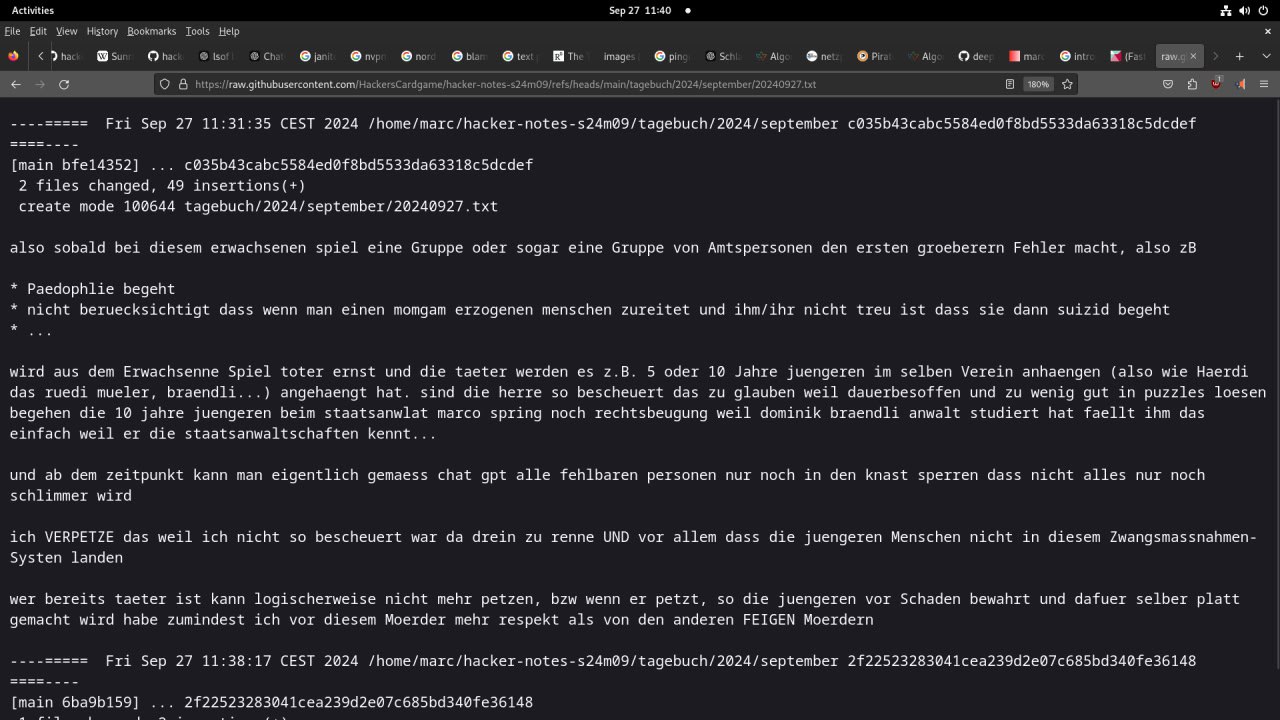 Activities
Sep 27 11:40
File Edit View History Bookmarks Tools Help
hack Sunr hack lsof Chat janit nvpn nord blam text. The T images ping Schl Algo netz Pirat Algo deep marc intro (Fas raw.g
https://raw.githubusercontent.com/HackersCardgame/hacker-notes-s24m09/refs/heads/main/tagebuch/2024/september/20240927.txt 180% 1
----===== Fri Sep 27 11:31:35 CEST 2024 /home/marc/hacker-notes-s24m09/tagebuch/2024/september c035b43cabc5584ed0f8bd5533da63318c5dcdef
====----
[main bfe14352] ... c035b43cabc5584ed0f8bd5533da63318c5dcdef
2 files changed, 49 insertions(+)
create mode 100644 tagebuch/2024/september/20240927.txt
also sobald bei diesem erwachsenen spiel eine Gruppe oder sogar eine Gruppe von Amtspersonen den ersten groeberern Fehler macht, also zB
* Paedophlie begeht
* nicht beruecksichtigt dass wenn man einen momgam erzogenen menschen zureitet und ihm/ihr nicht treu ist dass sie dann suizid begeht
* ...
wird aus dem Erwachsenne Spiel toter ernst und die taeter werden es z.B. 5 oder 10 Jahre juengeren im selben Verein anhaengen (also wie Haerdi
das ruedi mueler, braendli...) angehaengt hat. sind die herre so bescheuert das zu glauben weil dauerbesoffen und zu wenig gut in puzzles loesen
begehen die 10 jahre juengeren beim staatsanwlat marco spring noch rechtsbeugung weil dominik braendli anwalt studiert hat faellt ihm das
einfach weil er die staatsanwaltschaften kennt...
und ab dem zeitpunkt kann man eigentlich gemaess chat gpt alle fehlbaren personen nur noch in den knast sperren dass nicht alles nur noch
schlimmer wird
ich VERPETZE das weil ich nicht so bescheuert war da drein zu renne UND vor allem dass die juengeren Menschen nicht in diesem Zwangsmassnahmen-
Systen landen
wer bereits taeter ist kann logischerweise nicht mehr petzen, bzw wenn er petzt, so die juengeren vor Schaden bewahrt und dafuer selber platt
gemacht wird habe zumindest ich vor diesem Moerder mehr respekt als von den anderen FEIGEN Moerdern
----===== Fri Sep 27 11:38:17 CEST 2024 /home/marc/hacker-notes-s24m09/tagebuch/2024/september 2f22523283041cea239d2e07c685bd340fe36148
====----
[main 6ba9b159] ... 2f22523283041cea239d2e07c685bd340fe36148